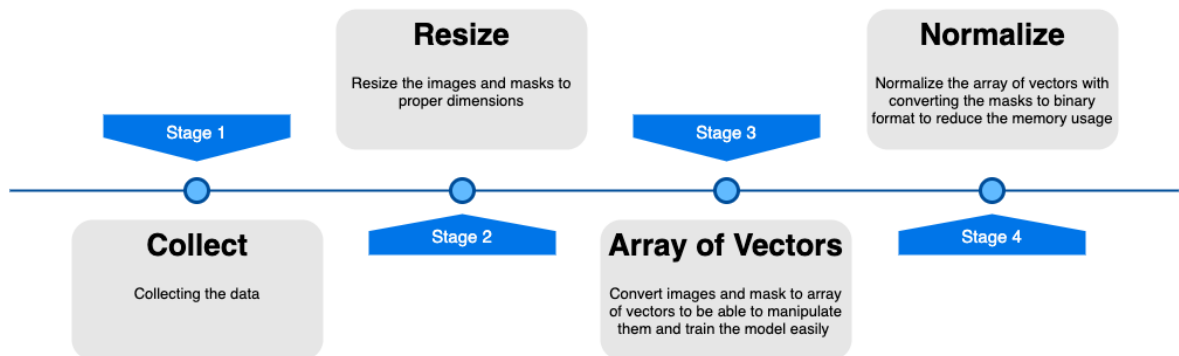 Stage 1
Collect
Collecting the data
Resize
Resize the images and masks to
proper dimensions
Stage 2
Stage 3
Array of Vectors
Convert images and mask to array
of vectors to be able to manipulate
them and train the model easily
Normalize
Normalize the array of vectors with
converting the masks to binary
format to reduce the memory usage
Stage 4